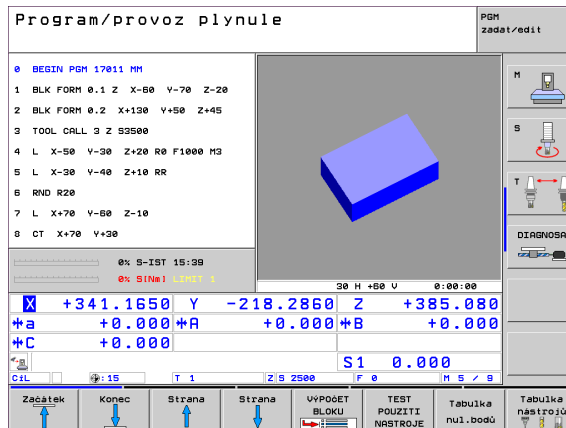 Program/provoz plynule
PGM
zadat/edit
0 BEGIN PGM 17011 MM
1 BLK FORM 0.1 Z X-60 Y-70 Z-20
2 BLK FORM 0.2 X+130 Y+50 Z+45
3 TOOL CALL 3 Z S3500
4 L X-50 Y-30 Z+20 R0 F1000 M3
5 L X-30 Y-40 Z+10 RR
6 RND R20
7 L X+70 Y-60 Z-10
8 CT X+70 Y+30
M
S
T
DIAGNOSA
0% S-IST 15:39
0% S[Nm] LIMIT 1
30 H +60 V 0:00:00
X +341.1650 Y -218.2860 Z +385.080
a +0.000 A +0.000 B +0.000
C +0.000
S1 0.000
CíL : 15 T 1 Z S 2500 F 0 M 5 / 9
Začátek
Konec
Strana
Strana
VýPOčET
BLOKU
TEST
POUZITI
NASTROJE
Tabulka
nul.bodů
Tabulka
nástrojů